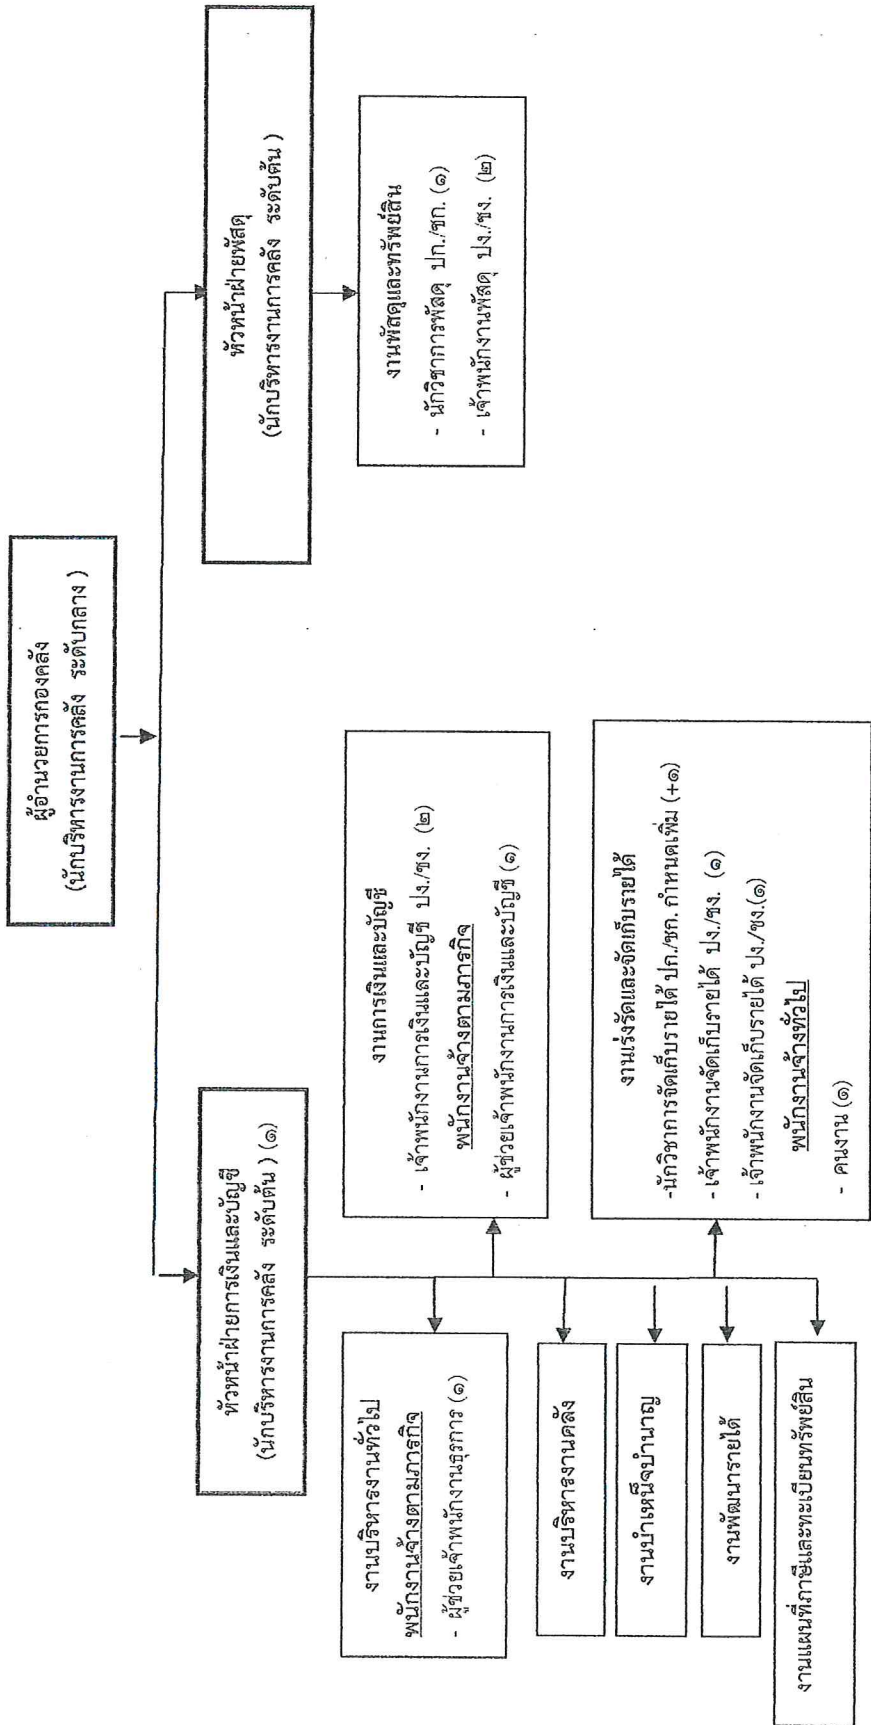 ผู้อำนวยการกองคลัง
(นักบริหารงานการคลัง ระดับกลาง )
หัวหน้าฝ่ายการเงินและบัญชี
(นักบริหารงานการคลัง ระดับต้น ) (๑)
หัวหน้าฝ่ายพัสดุ
(นักบริหารงานการคลัง ระดับต้น )
งานบริหารงานทั่วไป
พนักงานจ้างตามภารกิจ
- ผู้ช่วยเจ้าพนักงานธุรการ (๑)
งานการเงินและบัญชี
- เจ้าพนักงานการเงินและบัญชี ปง./ชง. (๒)
พนักงานจ้างตามภารกิจ
- ผู้ช่วยเจ้าพนักงานการเงินและบัญชี (๑)
งานพัสดุและทรัพย์สิน
- นักวิชาการพัสดุ ปก./ชก. (๑)
- เจ้าพนักงานพัสดุ ปง./ชง. (๒)
งานบริหารงานคลัง
งานบำเหน็จบำนาญ
งานพัฒนารายได้
งานแผนที่ภาษีและทะเบียนทรัพย์สิน
งานเร่งรัดและจัดเก็บรายได้
-นักวิชาการจัดเก็บรายได้ ปก./ชก. กำหนดเพิ่ม (+๑)
- เจ้าพนักงานจัดเก็บรายได้ ปง./ชง. (๑)
- เจ้าพนักงานจัดเก็บรายได้ ปง./ชง.(๑)
พนักงานจ้างทั่วไป
- คนงาน (๑)